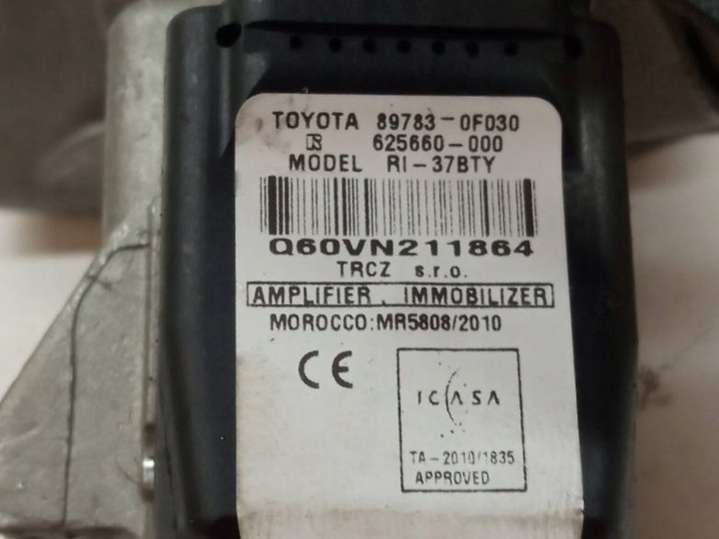 TOYOTA 89783-0F030
R 625660-000
MODEL RI-37BTY
Q60VN211864
TRCZ s.r.o.
AMPLIFIER, IMMOBILIZER
MOROCCO:MR5808/2010
CE
ICASA
TA-2010/1835
APPROVED